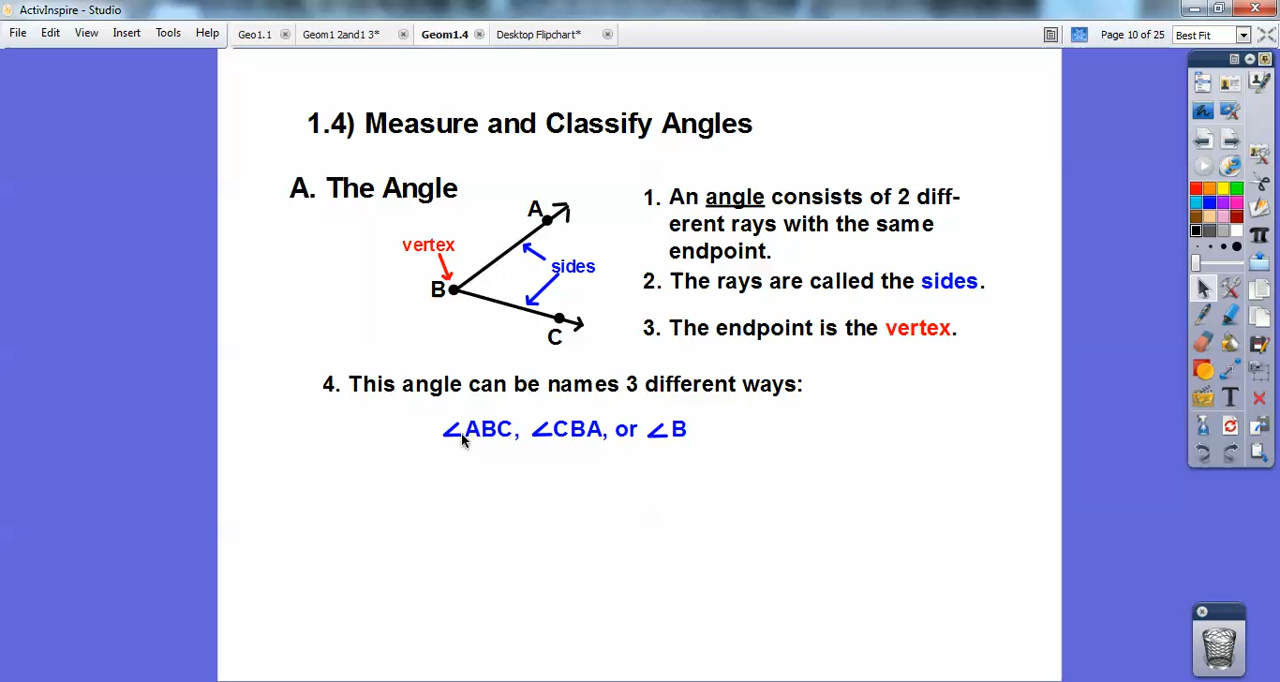 ActivInspire - Studio
File Edit View Insert Tools Help
Geo1.1 Geom1 2and1 3* Geom1.4 Desktop Flipchart*
Page 10 of 25 Best Fit
1.4) Measure and Classify Angles
A. The Angle
A
vertex
sides
B
C
1. An angle consists of 2 diff-
erent rays with the same
endpoint.
2. The rays are called the sides.
3. The endpoint is the vertex.
4. This angle can be names 3 different ways:
∠ABC, ∠CBA, or ∠B